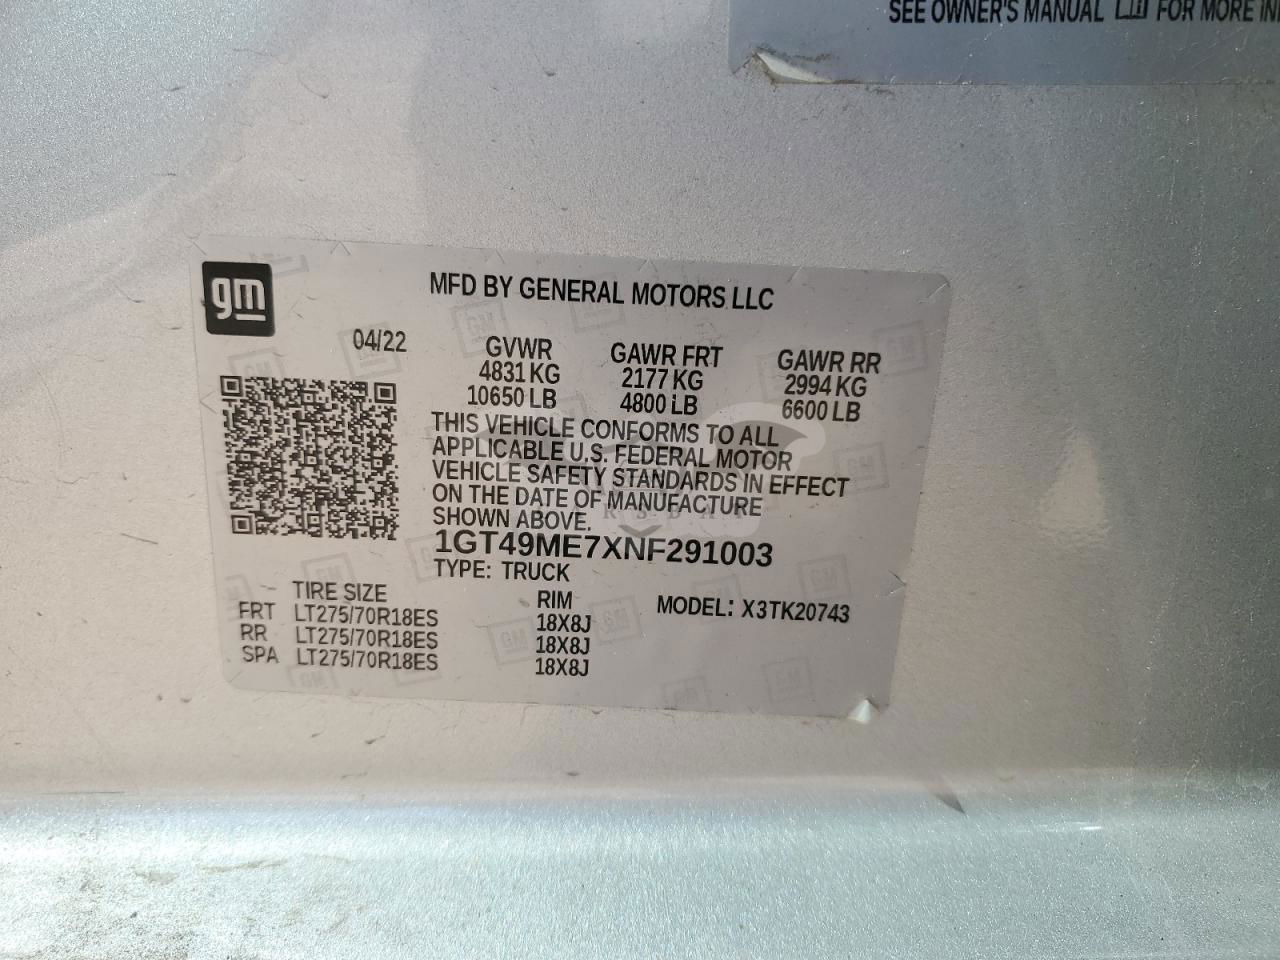 SEE OWNER'S MANUAL FOR MORE
gm
MFD BY GENERAL MOTORS LLC
04/22
GVWR GAWR FRT GAWR RR
4831 KG 2177 KG 2994 KG
10650 LB 4800 LB 6600 LB
THIS VEHICLE CONFORMS TO ALL
APPLICABLE U.S. FEDERAL MOTOR
VEHICLE SAFETY STANDARDS IN EFFECT
ON THE DATE OF MANUFACTURE
SHOWN ABOVE.
1GT49ME7XNF291003
TYPE: TRUCK
TIRE SIZE RIM MODEL: X3TK20743
FRT LT275/70R18ES 18X8J
RR LT275/70R18ES 18X8J
SPA LT275/70R18ES 18X8J